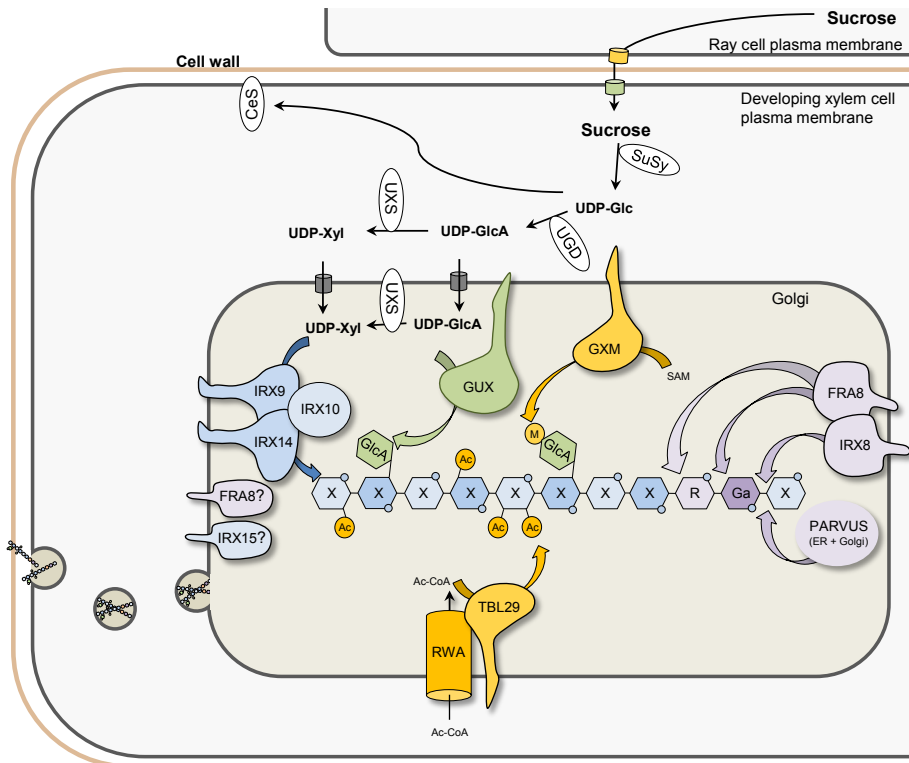 Sucrose
Ray cell plasma membrane
Cell wall
CeS
Developing xylem cell
plasma membrane
Sucrose
SuSy
UXS
UDP-Glc
UDP-Xyl
UDP-GlcA
UGD
UXS
Golgi
UDP-Xyl
UDP-GlcA
GXM
IRX9
GUX
SAM
FRA8
IRX10
IRX14
IRX8
GlcA
M
GlcA
Ac
X
X
X
X
X
X
X
X
R
Ga
X
FRA8?
Ac
Ac
Ac
PARVUS
(ER + Golgi)
IRX15?
Ac-CoA
TBL29
RWA
Ac-CoA